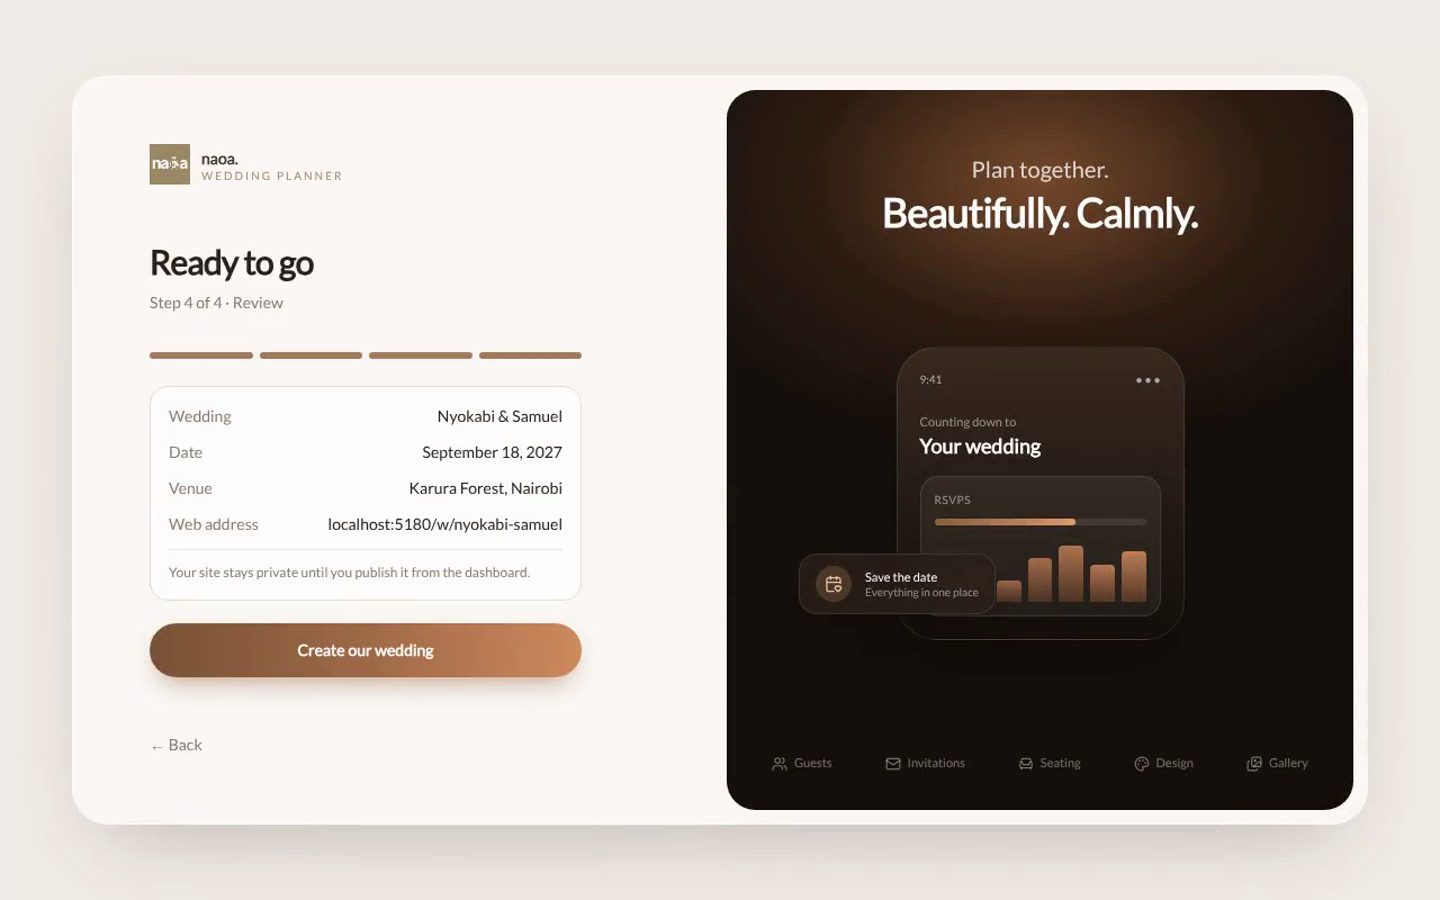 naoa.
WEDDING PLANNER
Ready to go
Step 4 of 4 · Review
Wedding Nyokabi & Samuel
Date September 18, 2027
Venue Karura Forest, Nairobi
Web address localhost:5180/w/nyokabi-samuel
Your site stays private until you publish it from the dashboard.
Create our wedding
← Back
Plan together.
Beautifully. Calmly.
9:41
Counting down to
Your wedding
RSVPS
Save the date
Everything in one place
Guests Invitations Seating Design Gallery